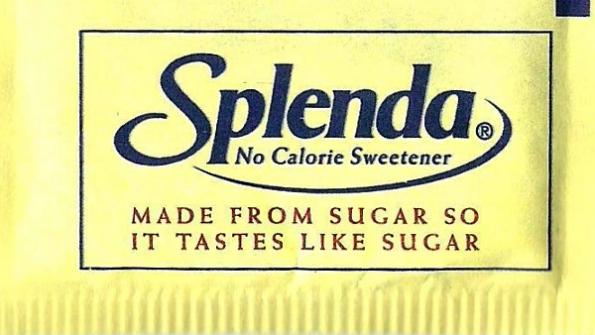 Splenda®
No Calorie Sweetener
MADE FROM SUGAR SO
IT TASTES LIKE SUGAR